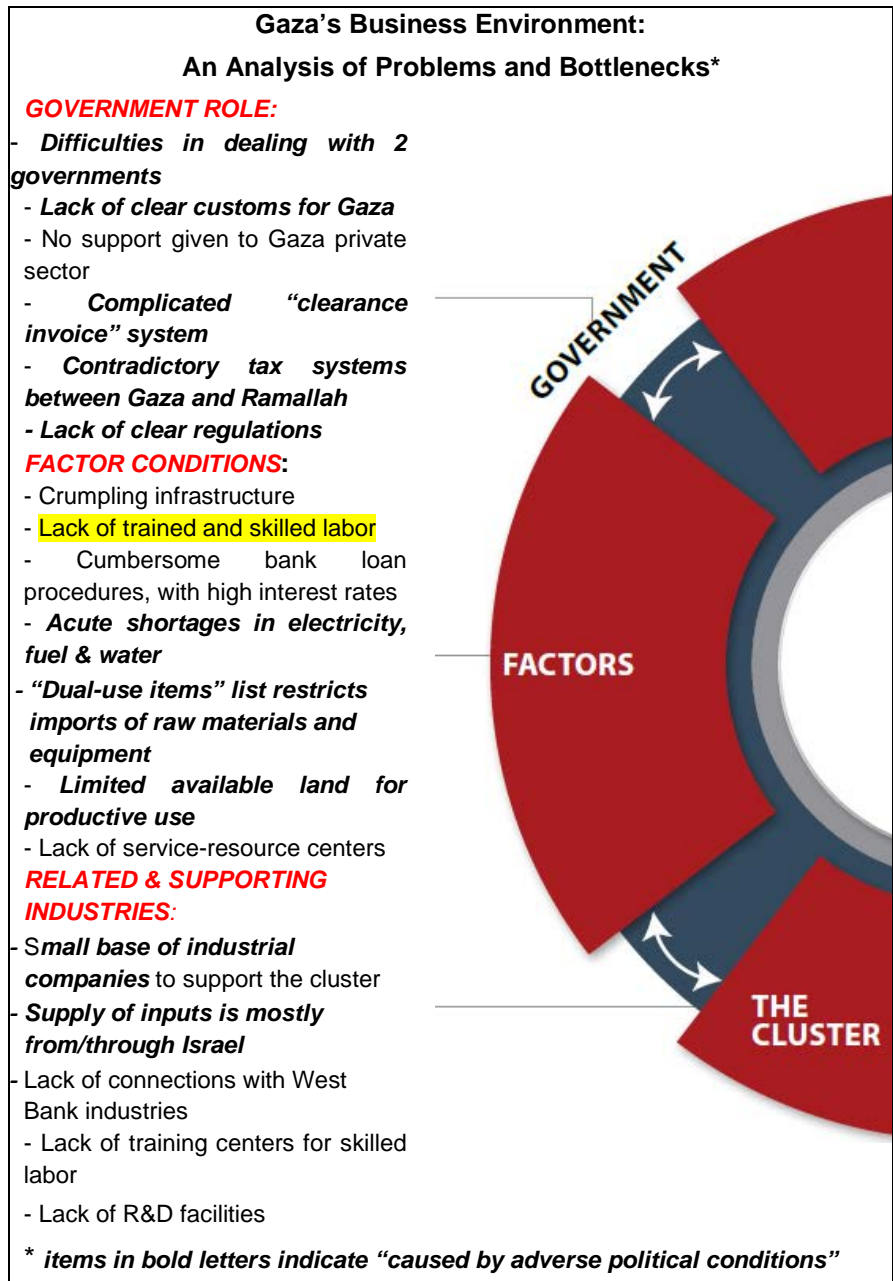 Gaza’s Business Environment:
An Analysis of Problems and Bottlenecks*
GOVERNMENT ROLE:
- Difficulties in dealing with 2
governments
- Lack of clear customs for Gaza
- No support given to Gaza private
sector
- Complicated “clearance
invoice” system
- Contradictory tax systems
between Gaza and Ramallah
- Lack of clear regulations
FACTOR CONDITIONS:
- Crumpling infrastructure
- Lack of trained and skilled labor
- Cumbersome bank loan
procedures, with high interest rates
- Acute shortages in electricity,
fuel & water
- “Dual-use items” list restricts
imports of raw materials and
equipment
- Limited available land for
productive use
- Lack of service-resource centers
RELATED & SUPPORTING
INDUSTRIES:
- Small base of industrial
companies to support the cluster
- Supply of inputs is mostly
from/through Israel
- Lack of connections with West
Bank industries
- Lack of training centers for skilled
labor
- Lack of R&D facilities
* items in bold letters indicate “caused by adverse political conditions”
GOVERNMENT
FACTORS
THE
CLUSTER